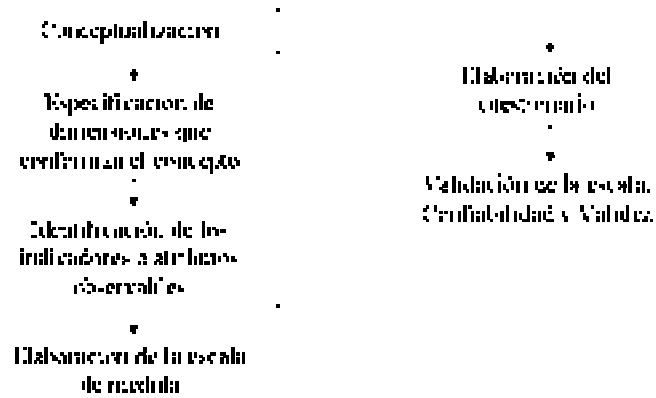 Conceptualización
Especificación de
dimensiones que
conforman el concepto
Identificación de los
indicadores o atributos
observables
Elaboración de la escala
de medida
Elaboración del
cuestionario
Validación de la escala.
Confiabilidad y Validez